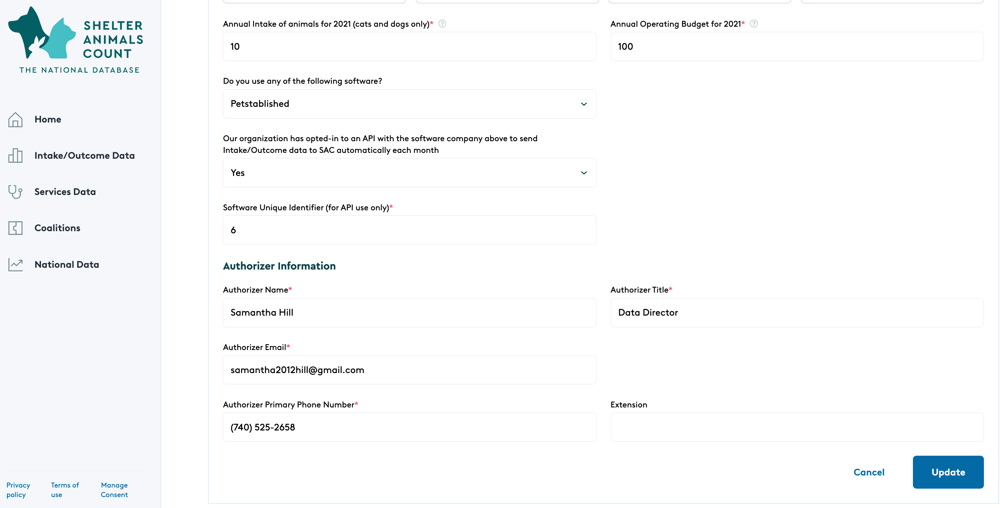 SHELTER
ANIMALS
COUNT
THE NATIONAL DATABASE
Home
Intake/Outcome Data
Services Data
Coalitions
National Data
Privacy policy
Terms of use
Manage Consent
Annual Intake of animals for 2021 (cats and dogs only)* ?
10
Annual Operating Budget for 2021* ?
100
Do you use any of the following software?
Petstablished
Our organization has opted-in to an API with the software company above to send
Intake/Outcome data to SAC automatically each month
Yes
Software Unique Identifier (for API use only)*
6
Authorizer Information
Authorizer Name*
Samantha Hill
Authorizer Title*
Data Director
Authorizer Email*
samantha2012hill@gmail.com
Authorizer Primary Phone Number*
(740) 525-2658
Extension
Cancel
Update